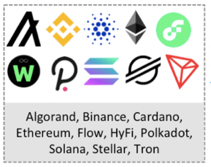 Algorand, Binance, Cardano,
Ethereum, Flow, HyFi, Polkadot,
Solana, Stellar, Tron